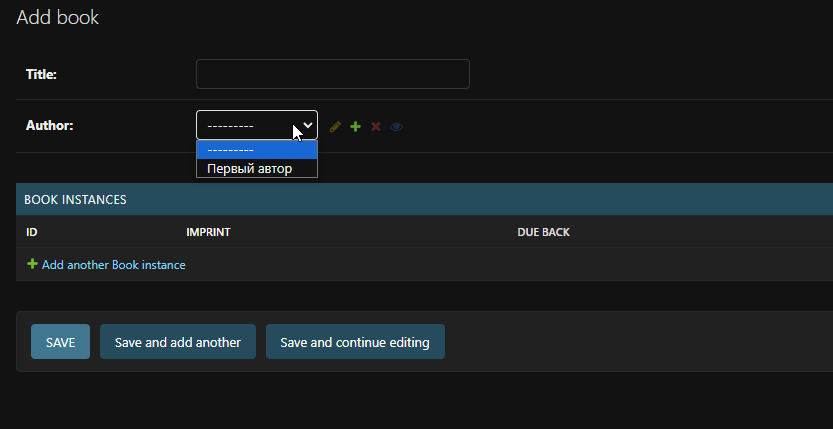 Add book
Title:
Author: ---------
---------
Первый автор
BOOK INSTANCES
ID IMPRINT DUE BACK
Add another Book instance
SAVE Save and add another Save and continue editing